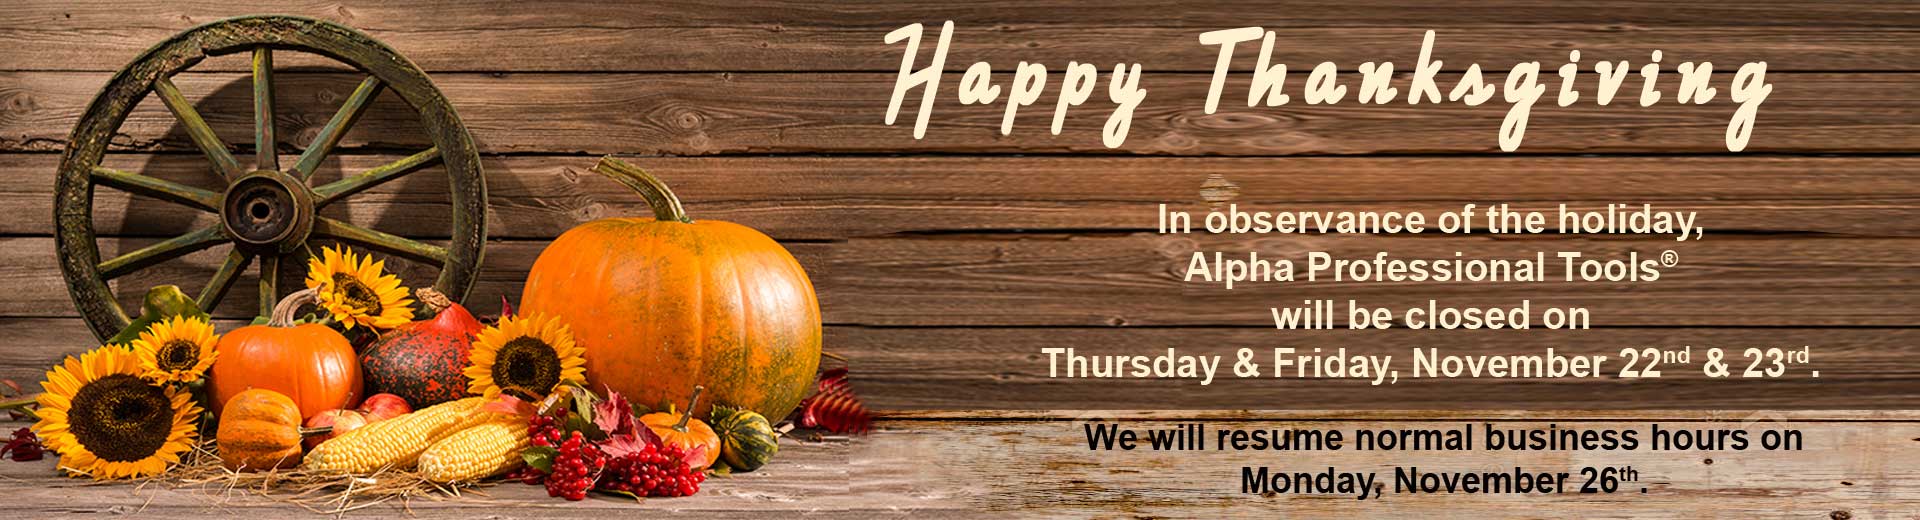 Happy Thanksgiving
In observance of the holiday,
Alpha Professional Tools®
will be closed on
Thursday & Friday, November 22nd & 23rd.
We will resume normal business hours on
Monday, November 26th.